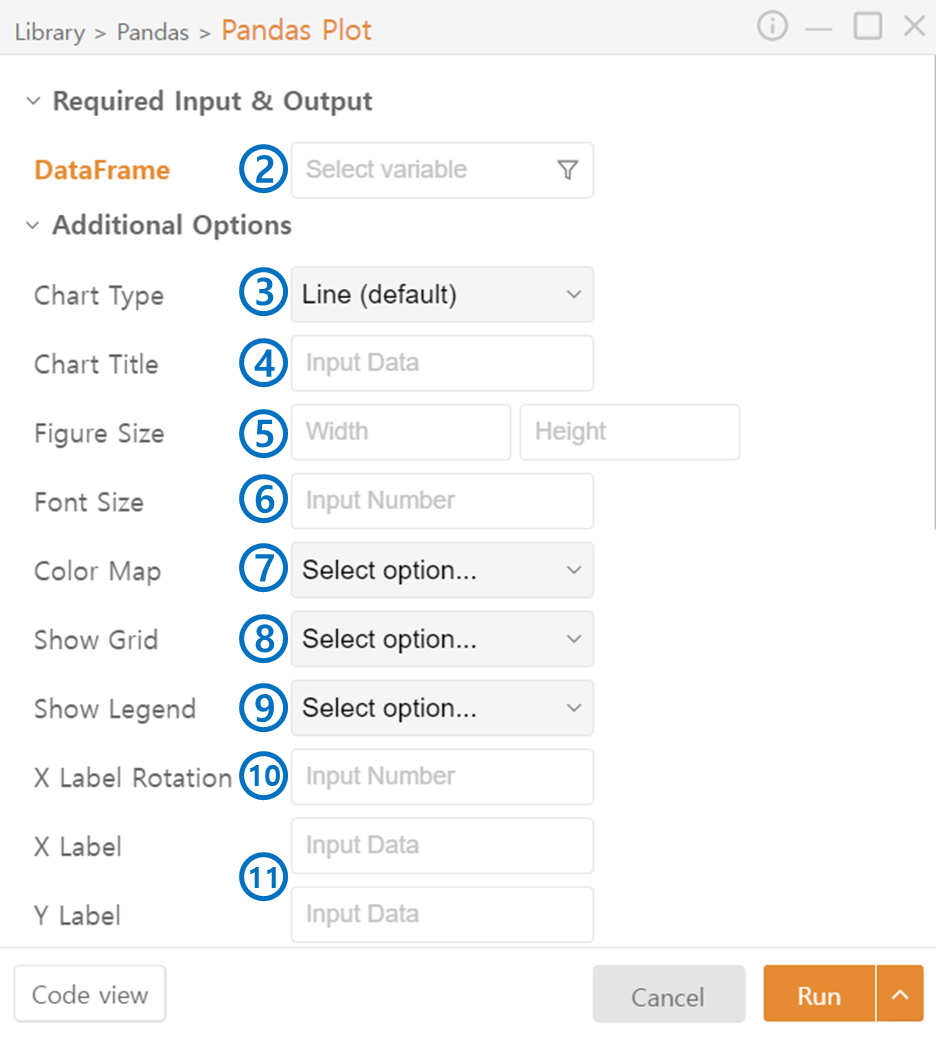 Library > Pandas > Pandas Plot
Required Input & Output
DataFrame ② Select variable
Additional Options
Chart Type ③ Line (default)
Chart Title ④ Input Data
Figure Size ⑤ Width Height
Font Size ⑥ Input Number
Color Map ⑦ Select option...
Show Grid ⑧ Select option...
Show Legend ⑨ Select option...
X Label Rotation ⑩ Input Number
X Label Input Data
⑪
Y Label Input Data
Code view Cancel Run